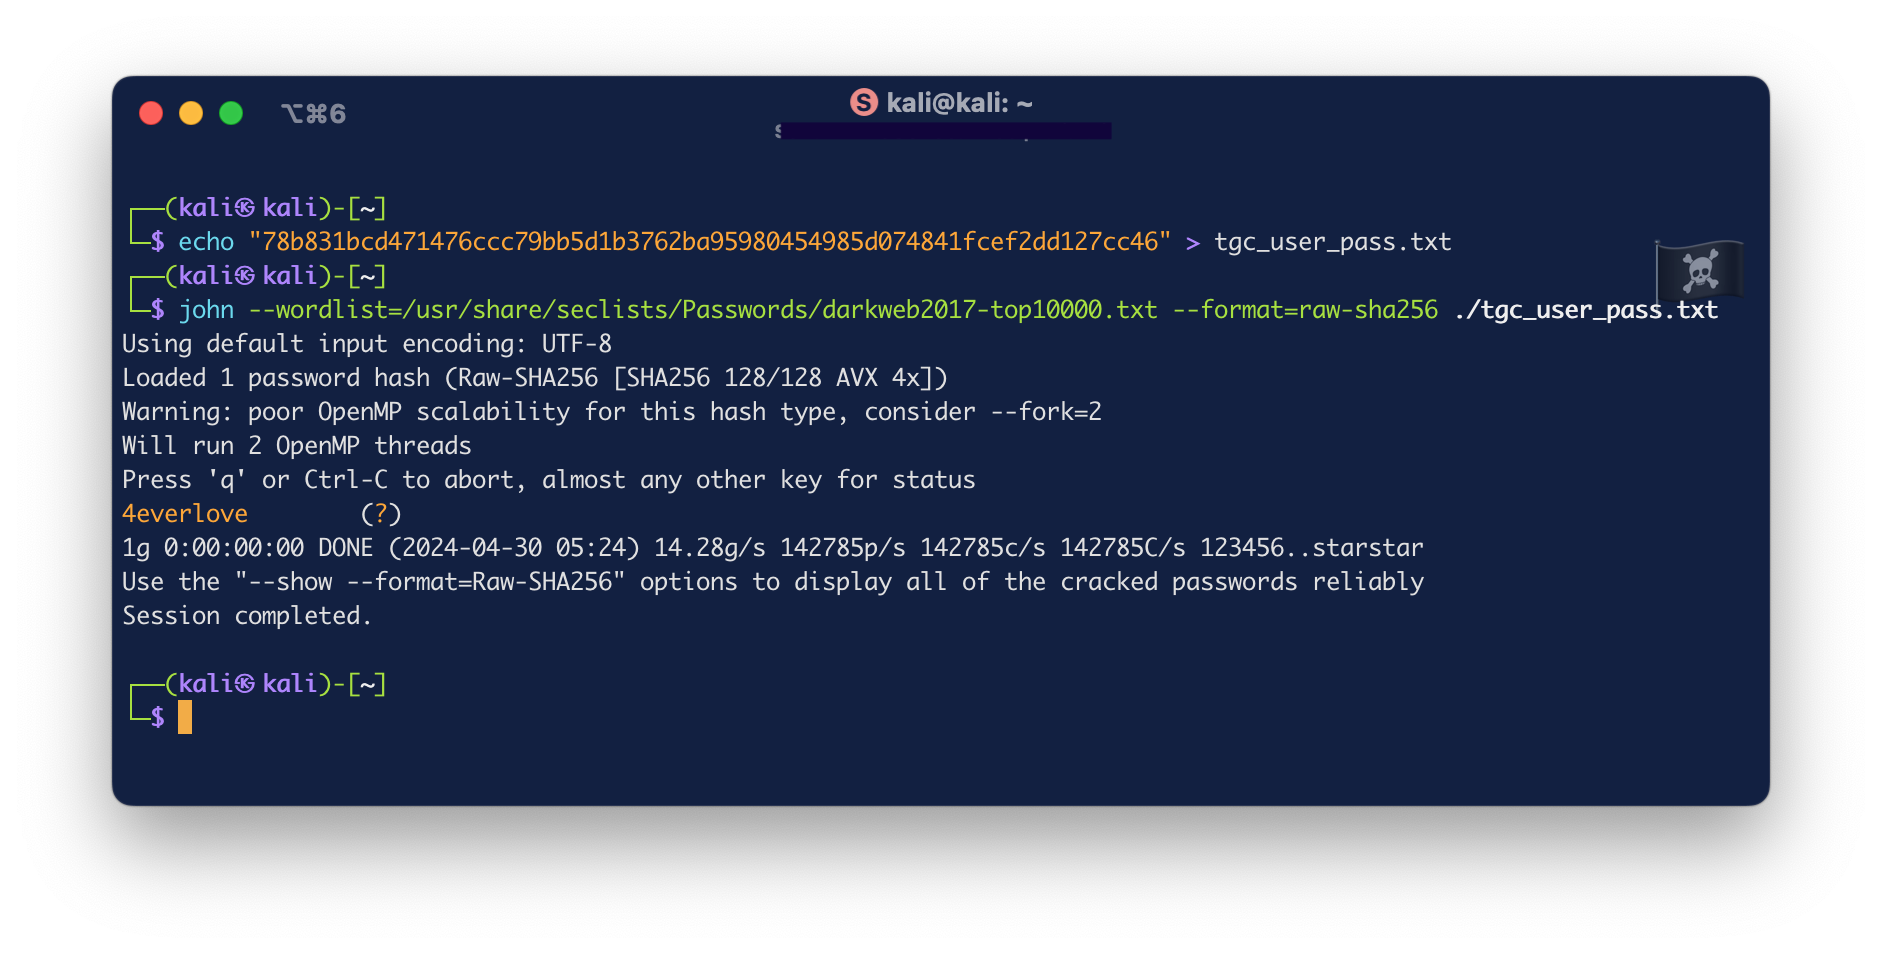 ⌥⌘6
S kali@kali: ~
┌──(kali㉿kali)-[~]
└─$ echo "78b831bcd471476ccc79bb5d1b3762ba95980454985d074841fcef2dd127cc46" > tgc_user_pass.txt
┌──(kali㉿kali)-[~]
└─$ john --wordlist=/usr/share/seclists/Passwords/darkweb2017-top10000.txt --format=raw-sha256 ./tgc_user_pass.txt
Using default input encoding: UTF-8
Loaded 1 password hash (Raw-SHA256 [SHA256 128/128 AVX 4x])
Warning: poor OpenMP scalability for this hash type, consider --fork=2
Will run 2 OpenMP threads
Press 'q' or Ctrl-C to abort, almost any other key for status
4everlove        (?)
1g 0:00:00:00 DONE (2024-04-30 05:24) 14.28g/s 142785p/s 142785c/s 142785C/s 123456..starstar
Use the "--show --format=Raw-SHA256" options to display all of the cracked passwords reliably
Session completed.
┌──(kali㉿kali)-[~]
└─$